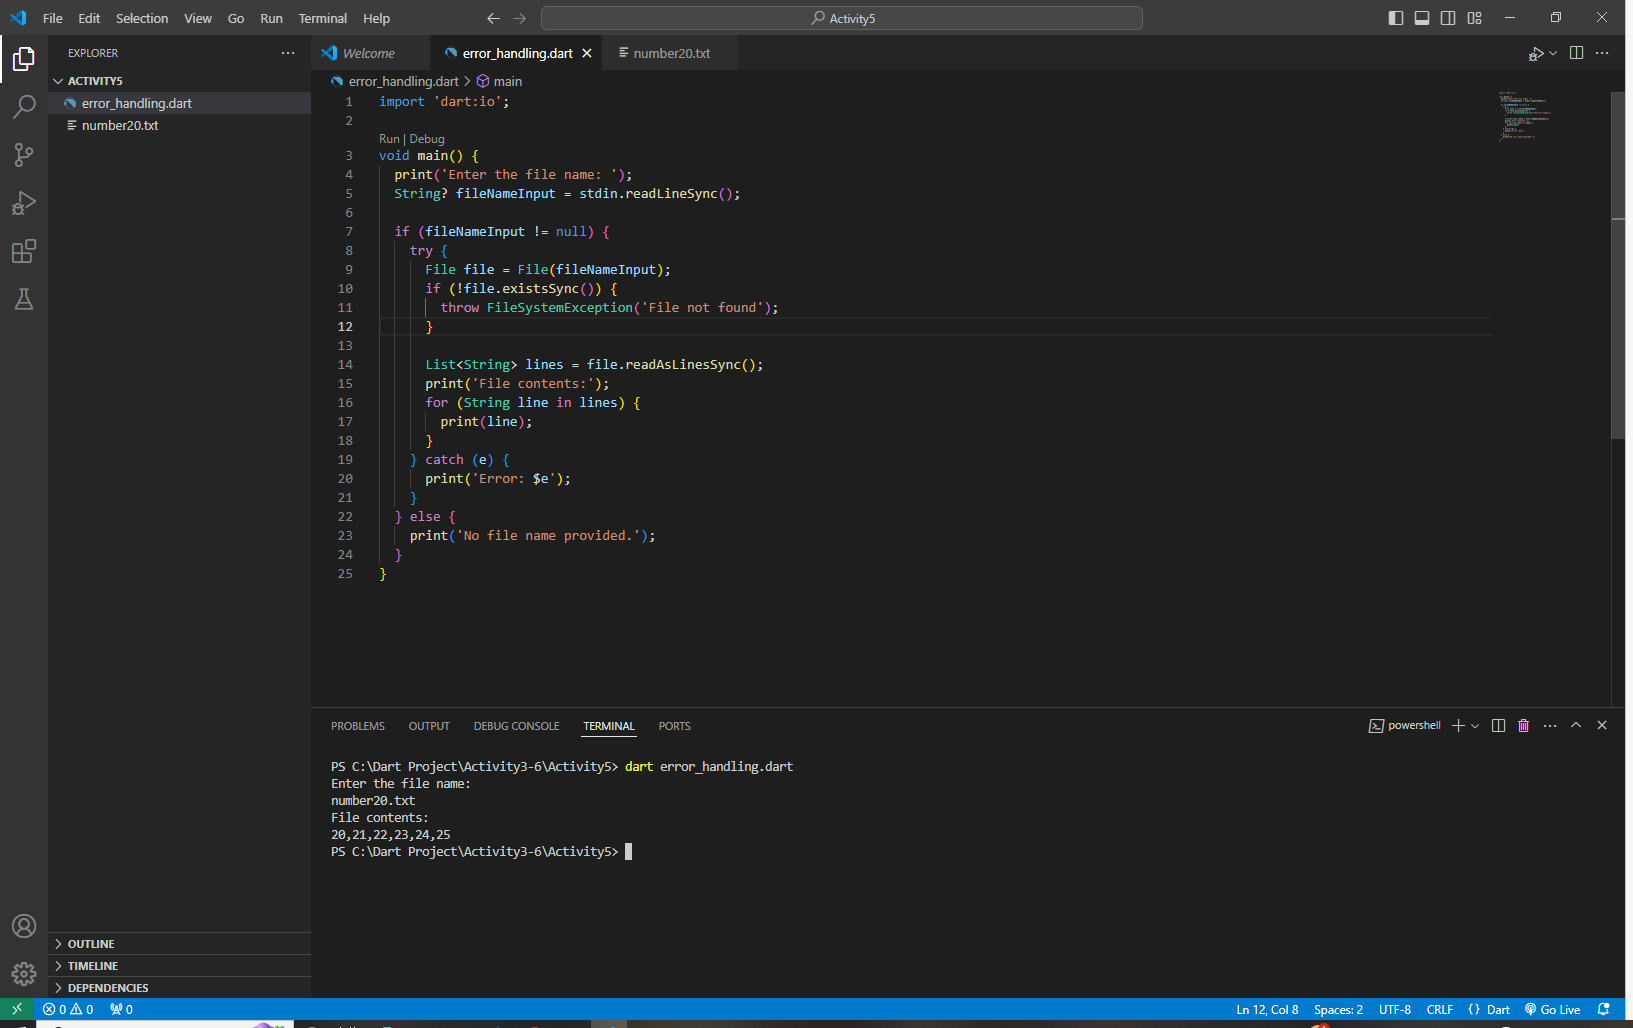 File Edit Selection View Go Run Terminal Help Activity5
EXPLORER
ACTIVITY5
error_handling.dart
number20.txt
OUTLINE
TIMELINE
DEPENDENCIES
Welcome error_handling.dart number20.txt
error_handling.dart > main
1 import 'dart:io';
2
Run | Debug
3 void main() {
4 print('Enter the file name: ');
5 String? fileNameInput = stdin.readLineSync();
6
7 if (fileNameInput != null) {
8 try {
9 File file = File(fileNameInput);
10 if (!file.existsSync()) {
11 throw FileSystemException('File not found');
12 }
13
14 List<String> lines = file.readAsLinesSync();
15 print('File contents:');
16 for (String line in lines) {
17 print(line);
18 }
19 } catch (e) {
20 print('Error: $e');
21 }
22 } else {
23 print('No file name provided.');
24 }
25 }
PROBLEMS OUTPUT DEBUG CONSOLE TERMINAL PORTS powershell
PS C:\Dart Project\Activity3-6\Activity5> dart error_handling.dart
Enter the file name:
number20.txt
File contents:
20,21,22,23,24,25
PS C:\Dart Project\Activity3-6\Activity5>
0 0 0 Ln 12, Col 8 Spaces: 2 UTF-8 CRLF {} Dart Go Live